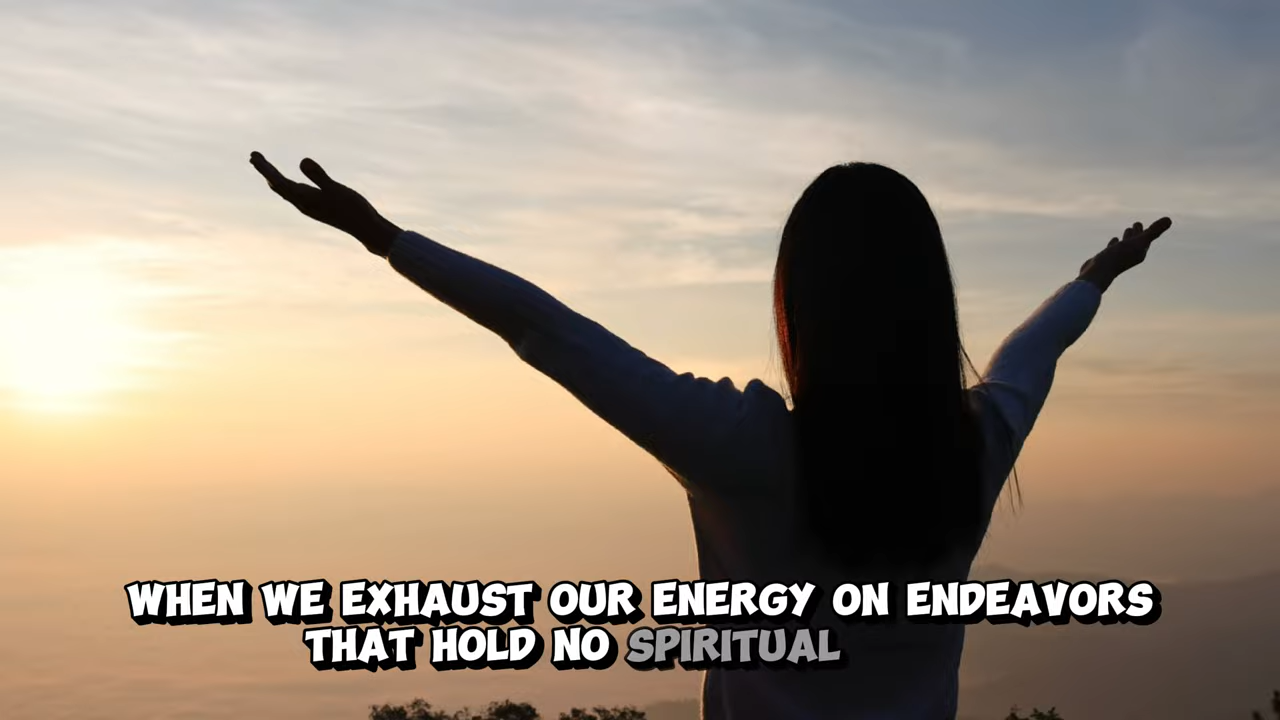 WHEN WE EXHAUST OUR ENERGY ON ENDEAVORS
THAT HOLD NO SPIRITUAL